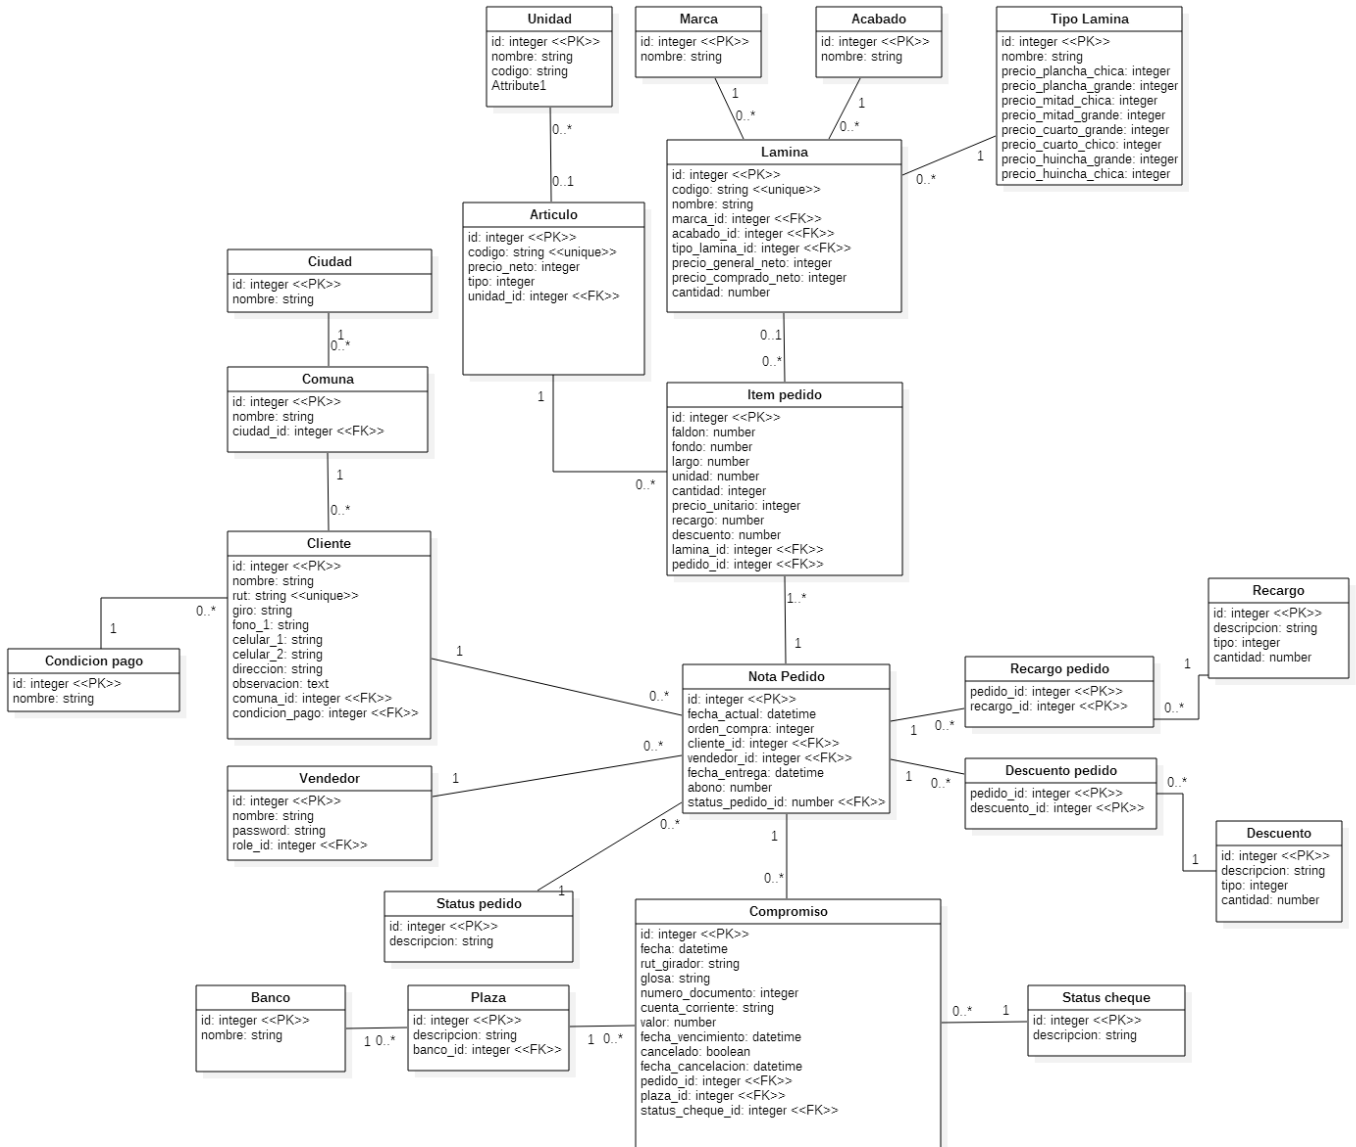 Unidad
id: integer <<PK>>
nombre: string
codigo: string
Attribute1
Marca
id: integer <<PK>>
nombre: string
Acabado
id: integer <<PK>>
nombre: string
Tipo Lamina
id: integer <<PK>>
nombre: string
precio_plancha_chica: integer
precio_plancha_grande: integer
precio_mitad_chica: integer
precio_mitad_grande: integer
precio_cuarto_grande: integer
precio_cuarto_chico: integer
precio_huincha_grande: integer
precio_huincha_chica: integer
1
0..*
1
0..*
1
0..*
0..*
0..1
Lamina
id: integer <<PK>>
codigo: string <<unique>>
nombre: string
marca_id: integer <<FK>>
acabado_id: integer <<FK>>
tipo_lamina_id: integer <<FK>>
precio_general_neto: integer
precio_comprado_neto: integer
cantidad: number
Articulo
id: integer <<PK>>
codigo: string <<unique>>
precio_neto: integer
tipo: integer
unidad_id: integer <<FK>>
Ciudad
id: integer <<PK>>
nombre: string
1
0..*
0..1
0..*
Comuna
id: integer <<PK>>
nombre: string
ciudad_id: integer <<FK>>
1
0..*
Item pedido
id: integer <<PK>>
faldon: number
fondo: number
largo: number
unidad: number
cantidad: integer
precio_unitario: integer
recargo: number
descuento: number
lamina_id: integer <<FK>>
pedido_id: integer <<FK>>
1
0..*
Cliente
id: integer <<PK>>
nombre: string
rut: string <<unique>>
giro: string
fono_1: string
celular_1: string
celular_2: string
direccion: string
observacion: text
comuna_id: integer <<FK>>
condicion_pago: integer <<FK>>
0..*
1
Condicion pago
id: integer <<PK>>
nombre: string
1..*
1
Recargo
id: integer <<PK>>
descripcion: string
tipo: integer
cantidad: number
1
0..*
Nota Pedido
id: integer <<PK>>
fecha_actual: datetime
orden_compra: integer
cliente_id: integer <<FK>>
vendedor_id: integer <<FK>>
fecha_entrega: datetime
abono: number
status_pedido_id: number <<FK>>
Recargo pedido
pedido_id: integer <<PK>>
recargo_id: integer <<PK>>
1
0..*
1
0..*
Vendedor
id: integer <<PK>>
nombre: string
password: string
role_id: integer <<FK>>
1
0..*
Descuento pedido
pedido_id: integer <<PK>>
descuento_id: integer <<PK>>
1
0..*
0..*
1
Descuento
id: integer <<PK>>
descripcion: string
tipo: integer
cantidad: number
0..*
1
1
0..*
Status pedido
id: integer <<PK>>
descripcion: string
Compromiso
id: integer <<PK>>
fecha: datetime
rut_girador: string
glosa: string
numero_documento: integer
cuenta_corriente: string
valor: number
fecha_vencimiento: datetime
cancelado: boolean
fecha_cancelacion: datetime
pedido_id: integer <<FK>>
plaza_id: integer <<FK>>
status_cheque_id: integer <<FK>>
Banco
id: integer <<PK>>
nombre: string
1 0..*
Plaza
id: integer <<PK>>
descripcion: string
banco_id: integer <<FK>>
1 0..*
0..* 1
Status cheque
id: integer <<PK>>
descripcion: string